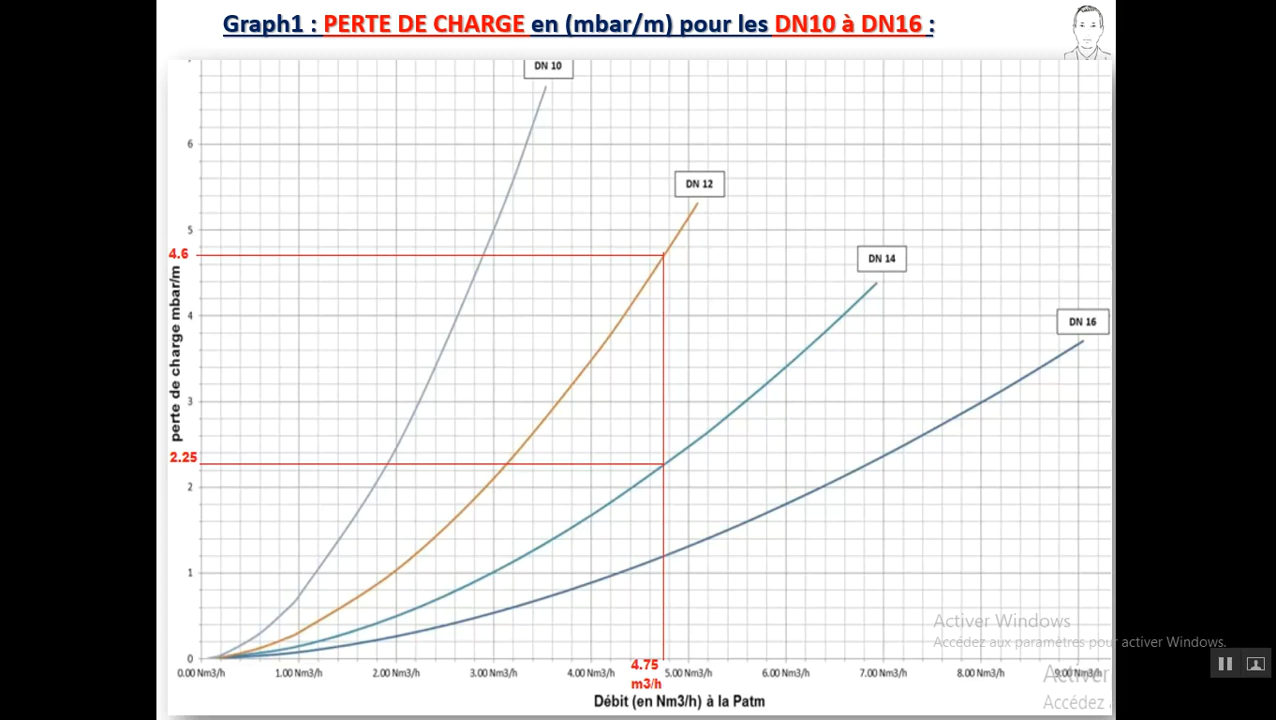 Graph1 : PERTE DE CHARGE en (mbar/m) pour les DN10 à DN16 :
DN 10
6
DN 12
5
4.6
DN 14
perte de charge mbar/m
4
DN 16
3
2.25
2
1
Activer Windows
Accédez aux paramètres pour activer Windows.
0
0.00 Nm3/h
1.00 Nm3/h
2.00 Nm3/h
3.00 Nm3/h
4.00 Nm3/h
4.75
m3/h
5.00 Nm3/h
6.00 Nm3/h
7.00 Nm3/h
8.00 Nm3/h
9.00 Nm3/h
Activer
Accédez
Débit (en Nm3/h) à la Patm